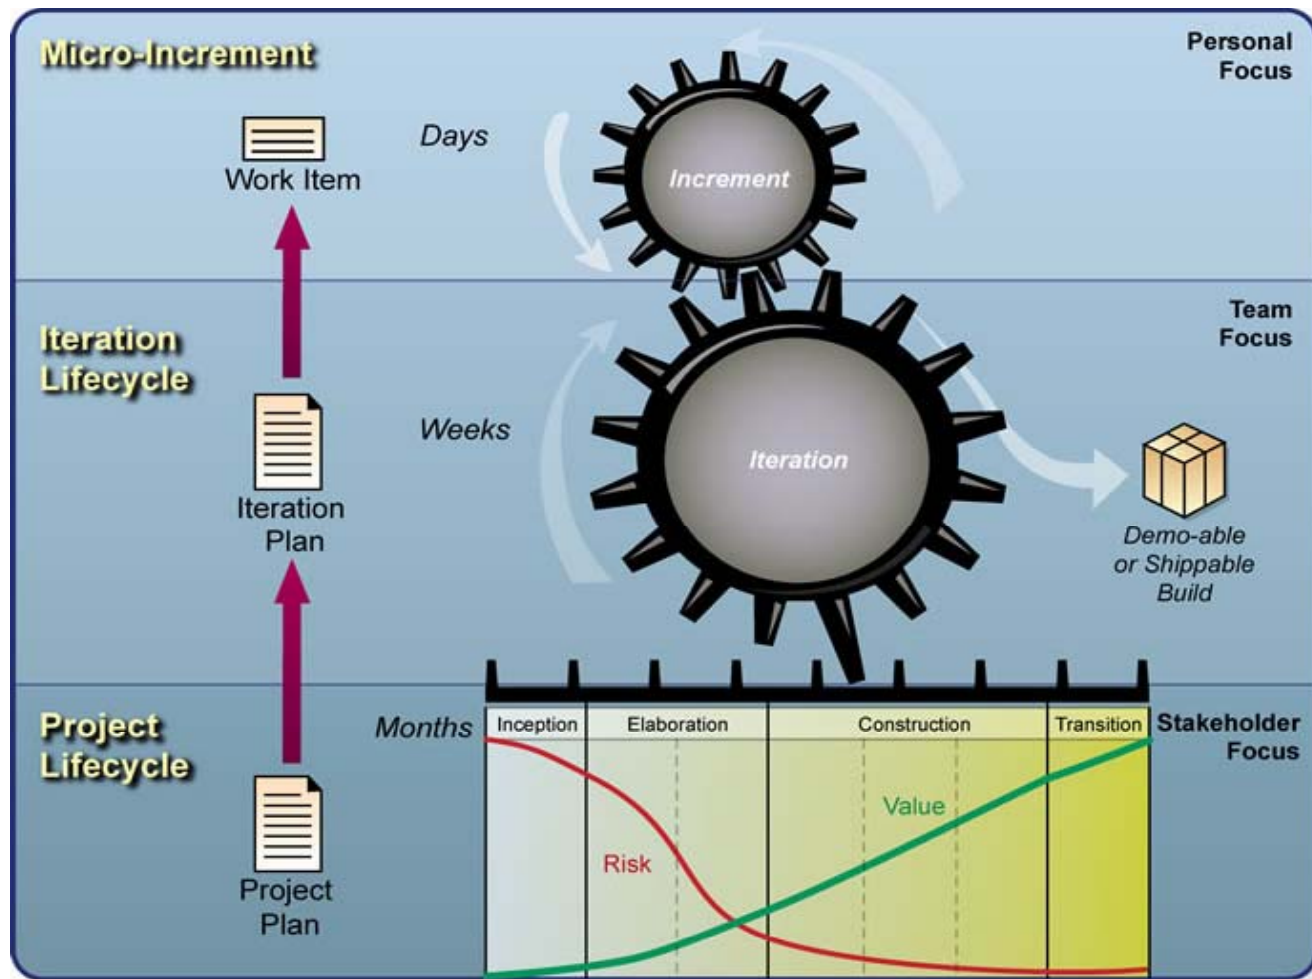 Micro-Increment
Personal
Focus
Days
Work Item
Increment
Iteration
Lifecycle
Team
Focus
Weeks
Iteration
Iteration
Plan
Demo-able
or Shippable
Build
Project
Lifecycle
Months
Inception
Elaboration
Construction
Transition
Stakeholder
Focus
Value
Risk
Project
Plan